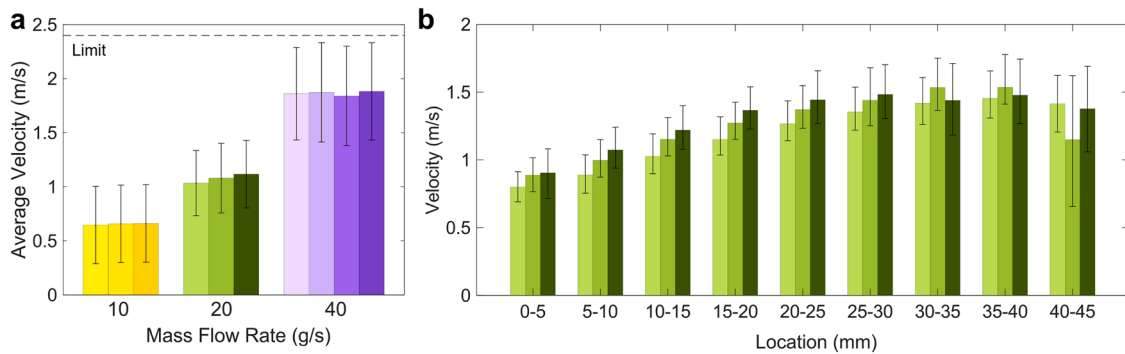 a
2.5
2
1.5
1
0.5
0
Limit
Average Velocity (m/s)
10 20 40
Mass Flow Rate (g/s)
b
2
1.5
1
0.5
0
Velocity (m/s)
0-5 5-10 10-15 15-20 20-25 25-30 30-35 35-40 40-45
Location (mm)